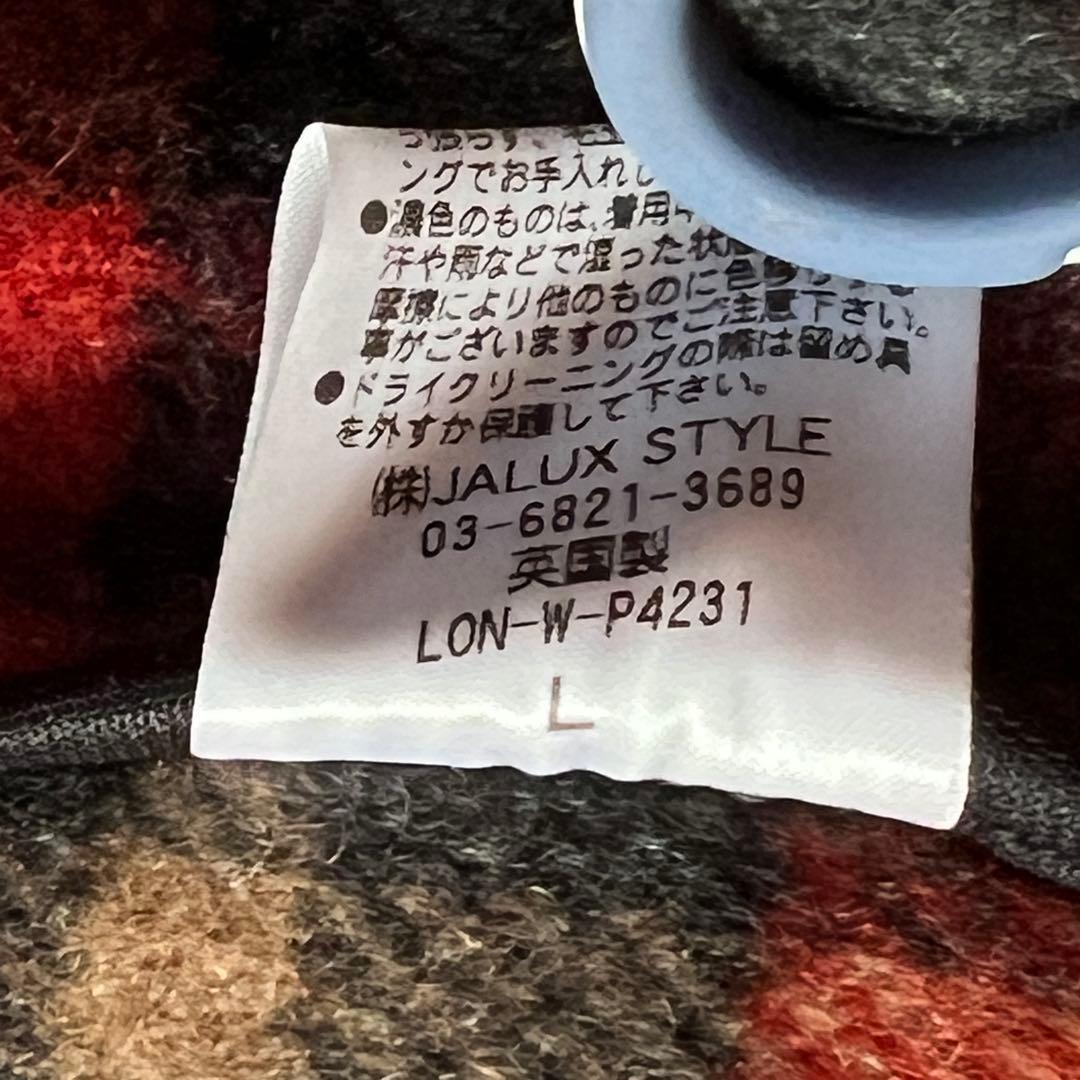 ングでお手入れし
●濃色のものは、着用
汗や雨などで湿った状
摩擦により他のものに色
事がございますのでご注意下さい。
●ドライクリーニングの際は留め具
を外すか保護して下さい。
(株)JALUX STYLE
03-6821-3689
英国製
LON-W-P4231
L